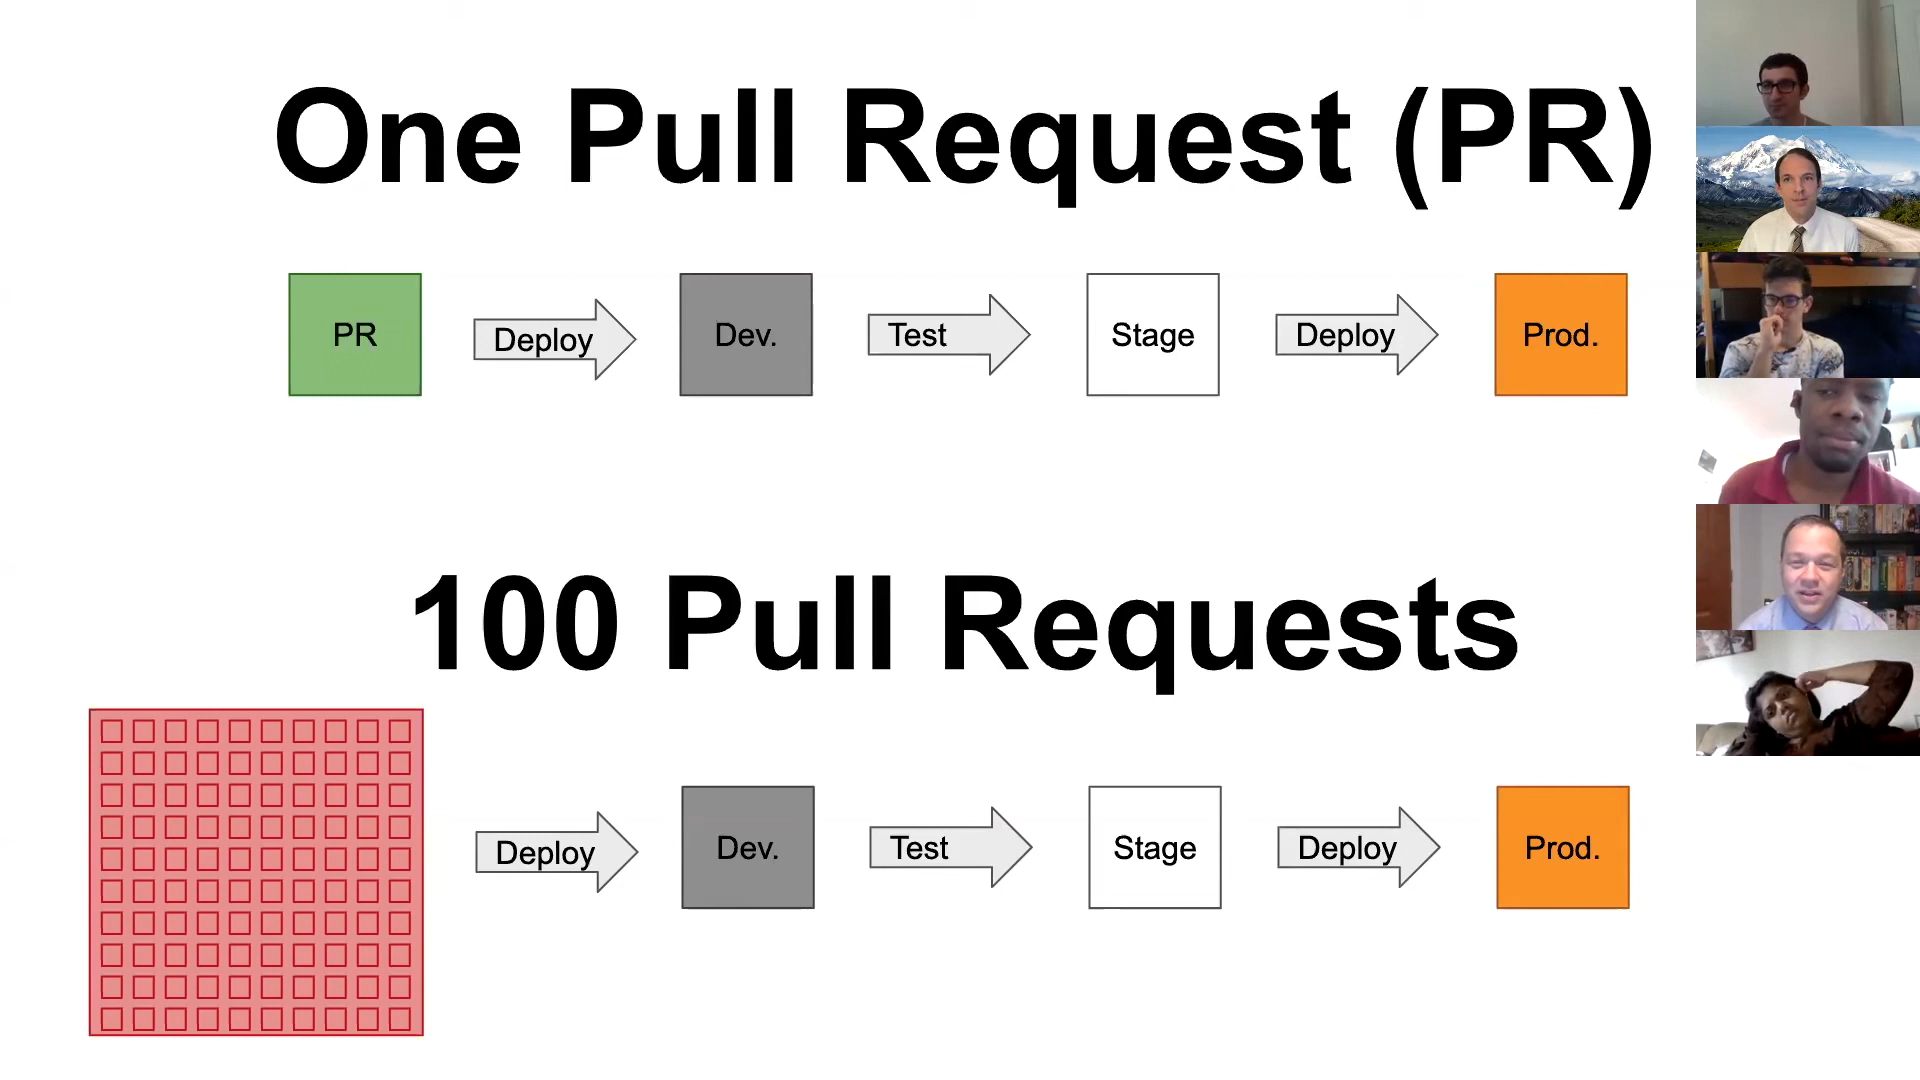 One Pull Request (PR)
PR Deploy Dev. Test Stage Deploy Prod.
100 Pull Requests
Deploy Dev. Test Stage Deploy Prod.